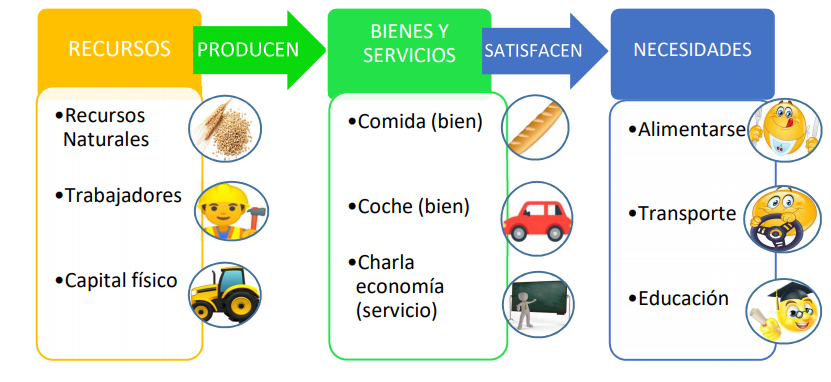 RECURSOS
PRODUCEN
BIENES Y
SERVICIOS
SATISFACEN
NECESIDADES
•Recursos
Naturales
•Trabajadores
•Capital físico
•Comida (bien)
•Coche (bien)
•Charla
economía
(servicio)
•Alimentarse
•Transporte
•Educación